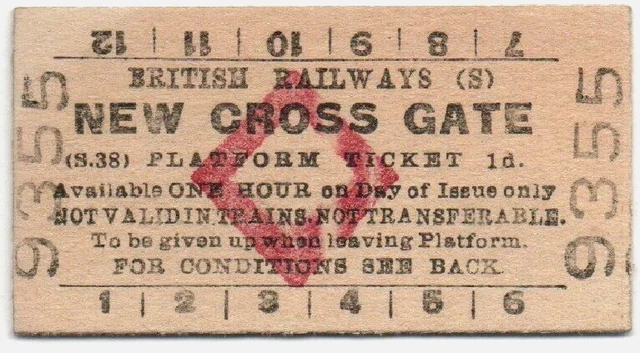 12 | 11 | 10 | 9 | 8 | 7
BRITISH RAILWAYS (S)
NEW CROSS GATE
(S.38) PLATFORM TICKET 1d.
Available ONE HOUR on Day of Issue only
NOT VALID IN TRAINS. NOT TRANSFERABLE.
To be given up when leaving Platform.
FOR CONDITIONS SEE BACK
1 | 2 | 3 | 4 | 5 | 6
9355
9355